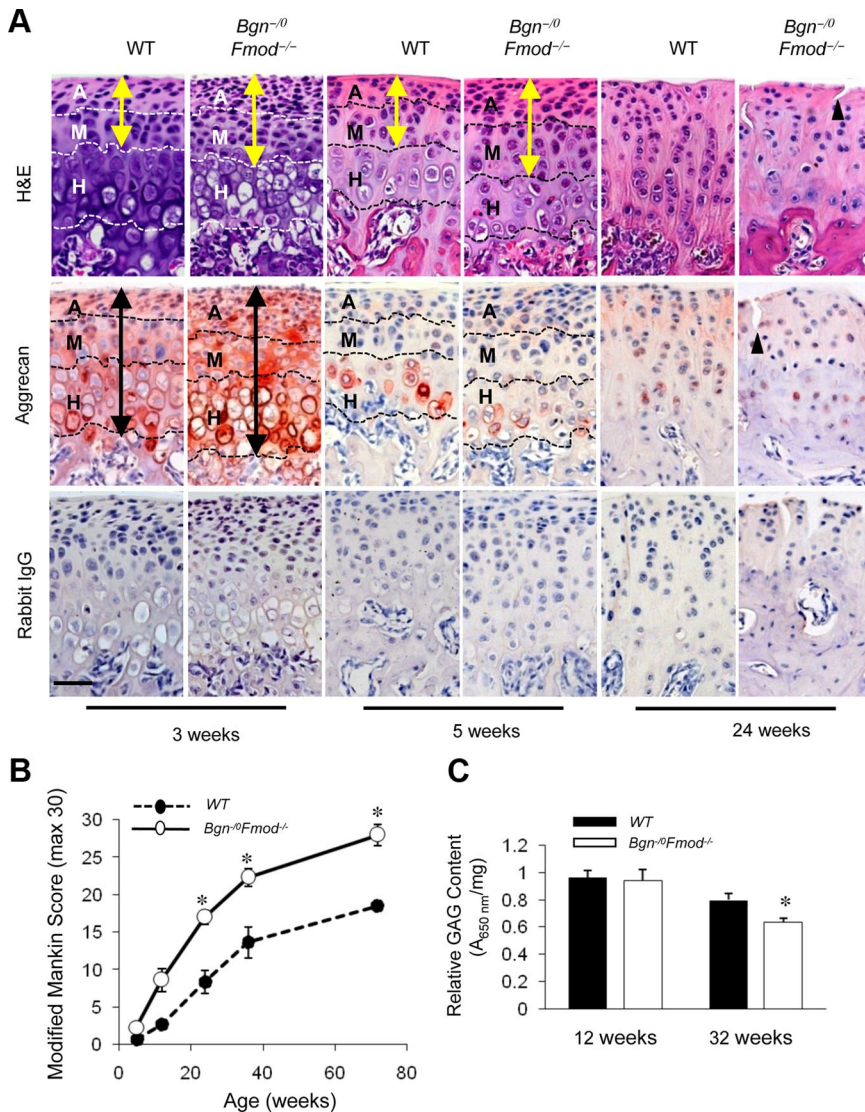 A
WT
Bgn⁻/⁰
Fmod⁻/⁻
WT
Bgn⁻/⁰
Fmod⁻/⁻
WT
Bgn⁻/⁰
Fmod⁻/⁻
H&E
A
M
H
A
M
H
A
M
H
A
M
H
Aggrecan
A
M
H
A
M
H
A
M
H
A
M
H
Rabbit IgG
3 weeks
5 weeks
24 weeks
B
WT
Bgn-/0Fmod-/-
Modified Mankin Score (max 30)
30
25
20
15
10
5
0
0
20
40
60
80
*
*
*
*
Age (weeks)
C
WT
Bgn-/0Fmod-/-
Relative GAG Content
(A650 nm/mg)
1.2
1
0.8
0.6
0.4
0.2
0
*
12 weeks
32 weeks